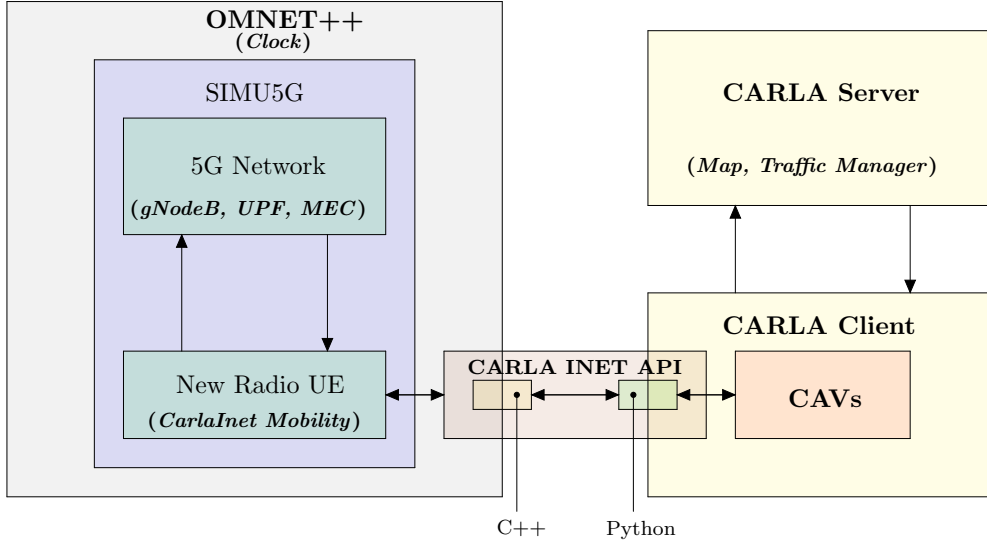 OMNET++
(Clock)
SIMU5G
5G Network
(gNodeB, UPF, MEC)
New Radio UE
(CarlaInet Mobility)
CARLA INET API
C++
Python
CARLA Server
(Map, Traffic Manager)
CARLA Client
CAVs